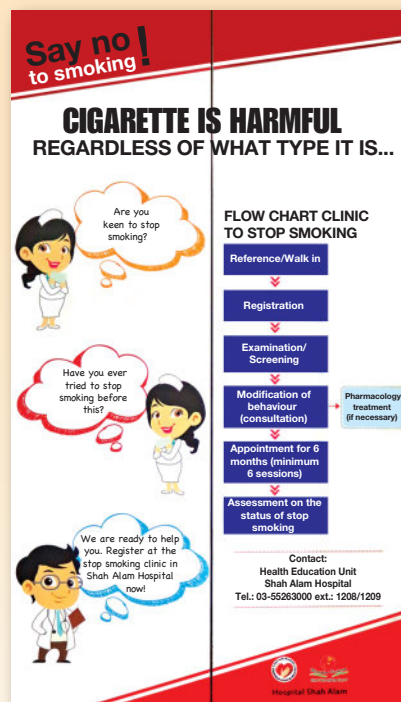 Say no!
to smoking
CIGARETTE IS HARMFUL
REGARDLESS OF WHAT TYPE IT IS...
Are you
keen to stop
smoking?
Have you ever
tried to stop
smoking before
this?
We are ready to help
you. Register at the
stop smoking clinic in
Shah Alam Hospital
now!
FLOW CHART CLINIC
TO STOP SMOKING
Reference/Walk in
Registration
Examination/
Screening
Modification of
behaviour
(consultation)
Pharmacology
treatment
(if necessary)
Appointment for 6
months (minimum
6 sessions)
Assessment on the
status of stop
smoking
Contact:
Health Education Unit
Shah Alam Hospital
Tel.: 03-55263000 ext.: 1208/1209
Hospital Shah Alam